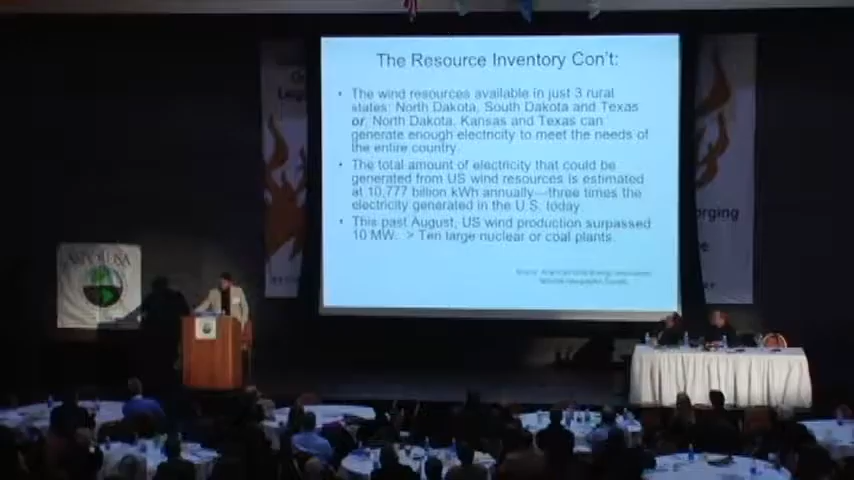 The Resource Inventory Con't:
• The wind resources available in just 3 rural
states: North Dakota, South Dakota and Texas
or, North Dakota, Kansas and Texas can
generate enough electricity to meet the needs of
the entire country.
• The total amount of electricity that could be
generated from US wind resources is estimated
at 10,777 billion kWh annually—three times the
electricity generated in the U.S. today.
• This past August, US wind production surpassed
10 MW. > Ten large nuclear or coal plants.